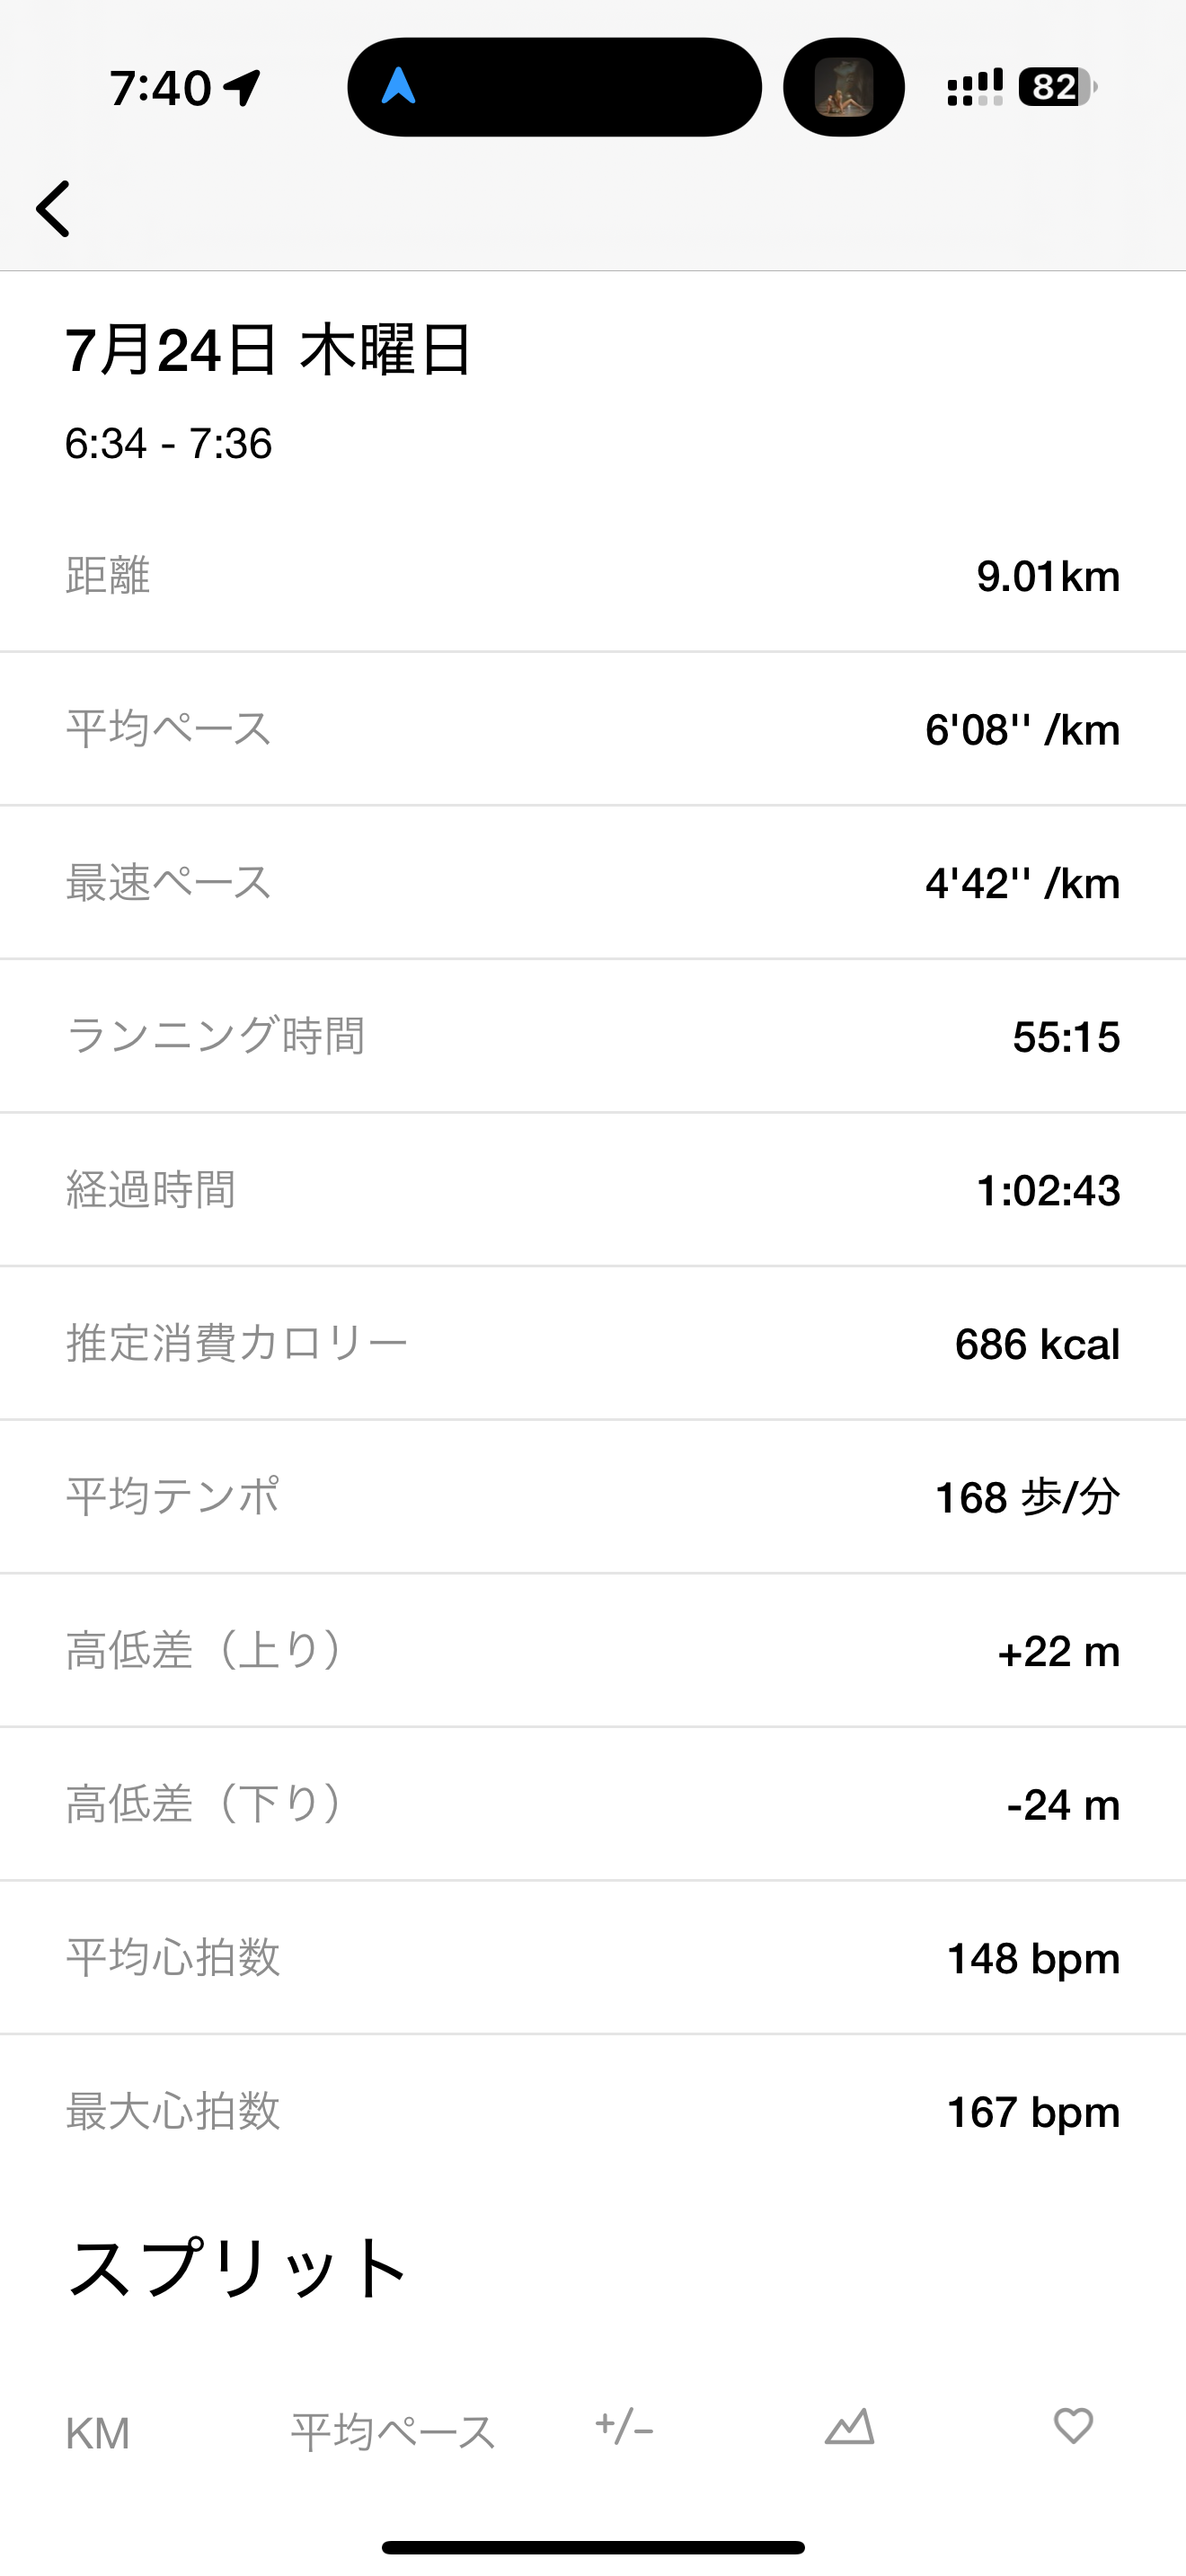 7:40
82
7月24日 木曜日
6:34 - 7:36
距離 9.01km
平均ペース 6'08'' /km
最速ペース 4'42'' /km
ランニング時間 55:15
経過時間 1:02:43
推定消費カロリー 686 kcal
平均テンポ 168 歩/分
高低差（上り） +22 m
高低差（下り） -24 m
平均心拍数 148 bpm
最大心拍数 167 bpm
スプリット
KM 平均ペース +/-